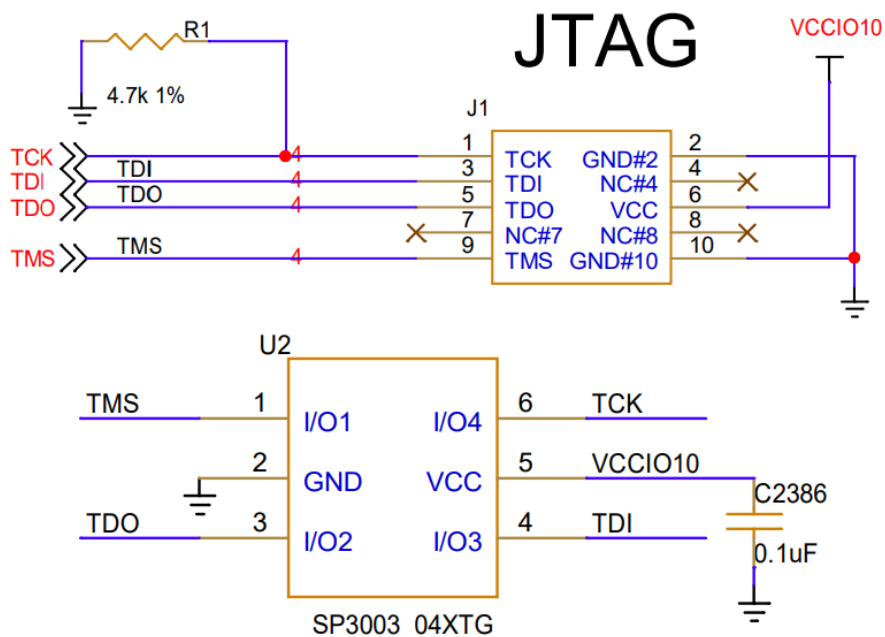 JTAG
VCCIO10
R1
4.7k 1%
J1
TCK 4 1 TCK GND#2 2
TDI TDI 4 3 TDI NC#4 4
TDO TDO 4 5 TDO VCC 6
7 NC#7 NC#8 8
TMS TMS 4 9 TMS GND#10 10
U2
TMS 1 I/O1 I/O4 6 TCK
2 GND VCC 5 VCCIO10
C2386
TDO 3 I/O2 I/O3 4 TDI
0.1uF
SP3003 04XTG